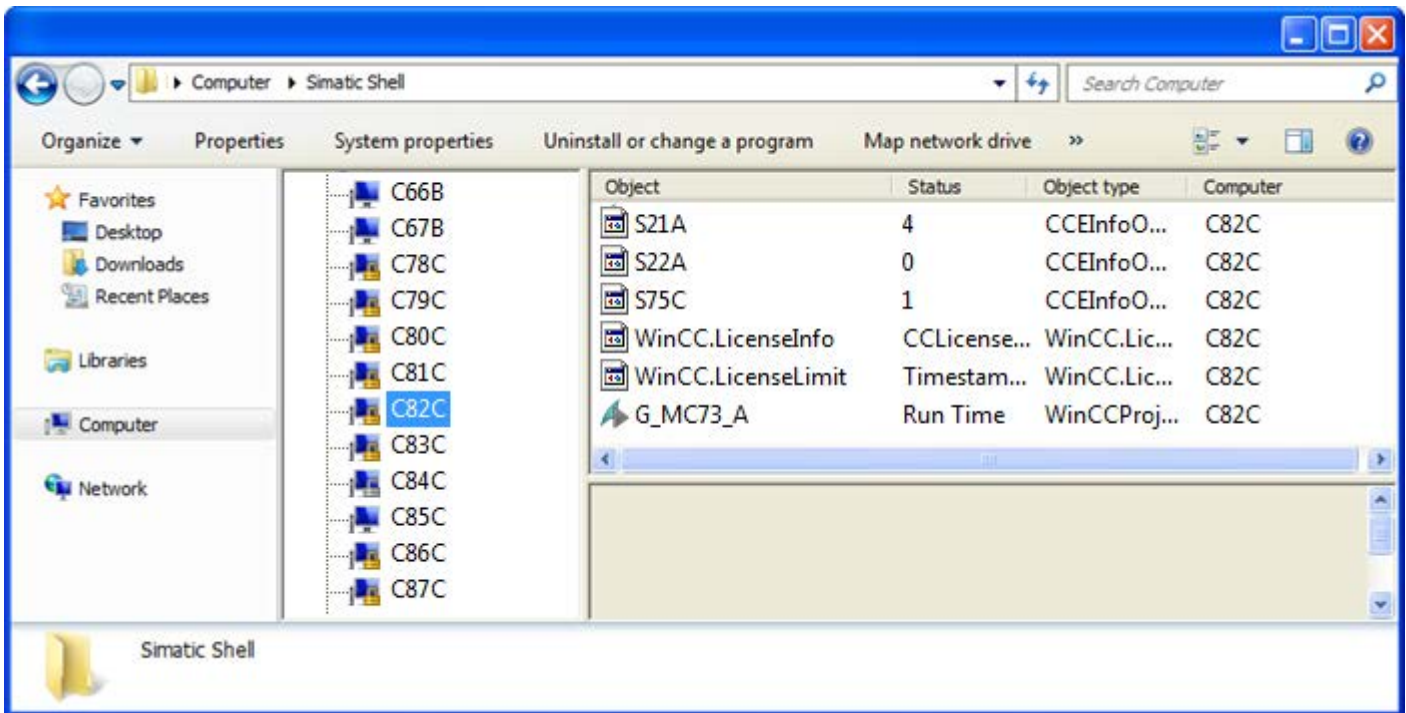 Computer Simatic Shell Search Computer
Organize Properties System properties Uninstall or change a program Map network drive »
Favorites
Desktop
Downloads
Recent Places
Libraries
Computer
Network
C66B
C67B
C78C
C79C
C80C
C81C
C82C
C83C
C84C
C85C
C86C
C87C
Object Status Object type Computer
S21A 4 CCEInfoO... C82C
S22A 0 CCEInfoO... C82C
S75C 1 CCEInfoO... C82C
WinCC.LicenseInfo CCLicense... WinCC.Lic... C82C
WinCC.LicenseLimit Timestam... WinCC.Lic... C82C
G_MC73_A Run Time WinCCProj... C82C
Simatic Shell